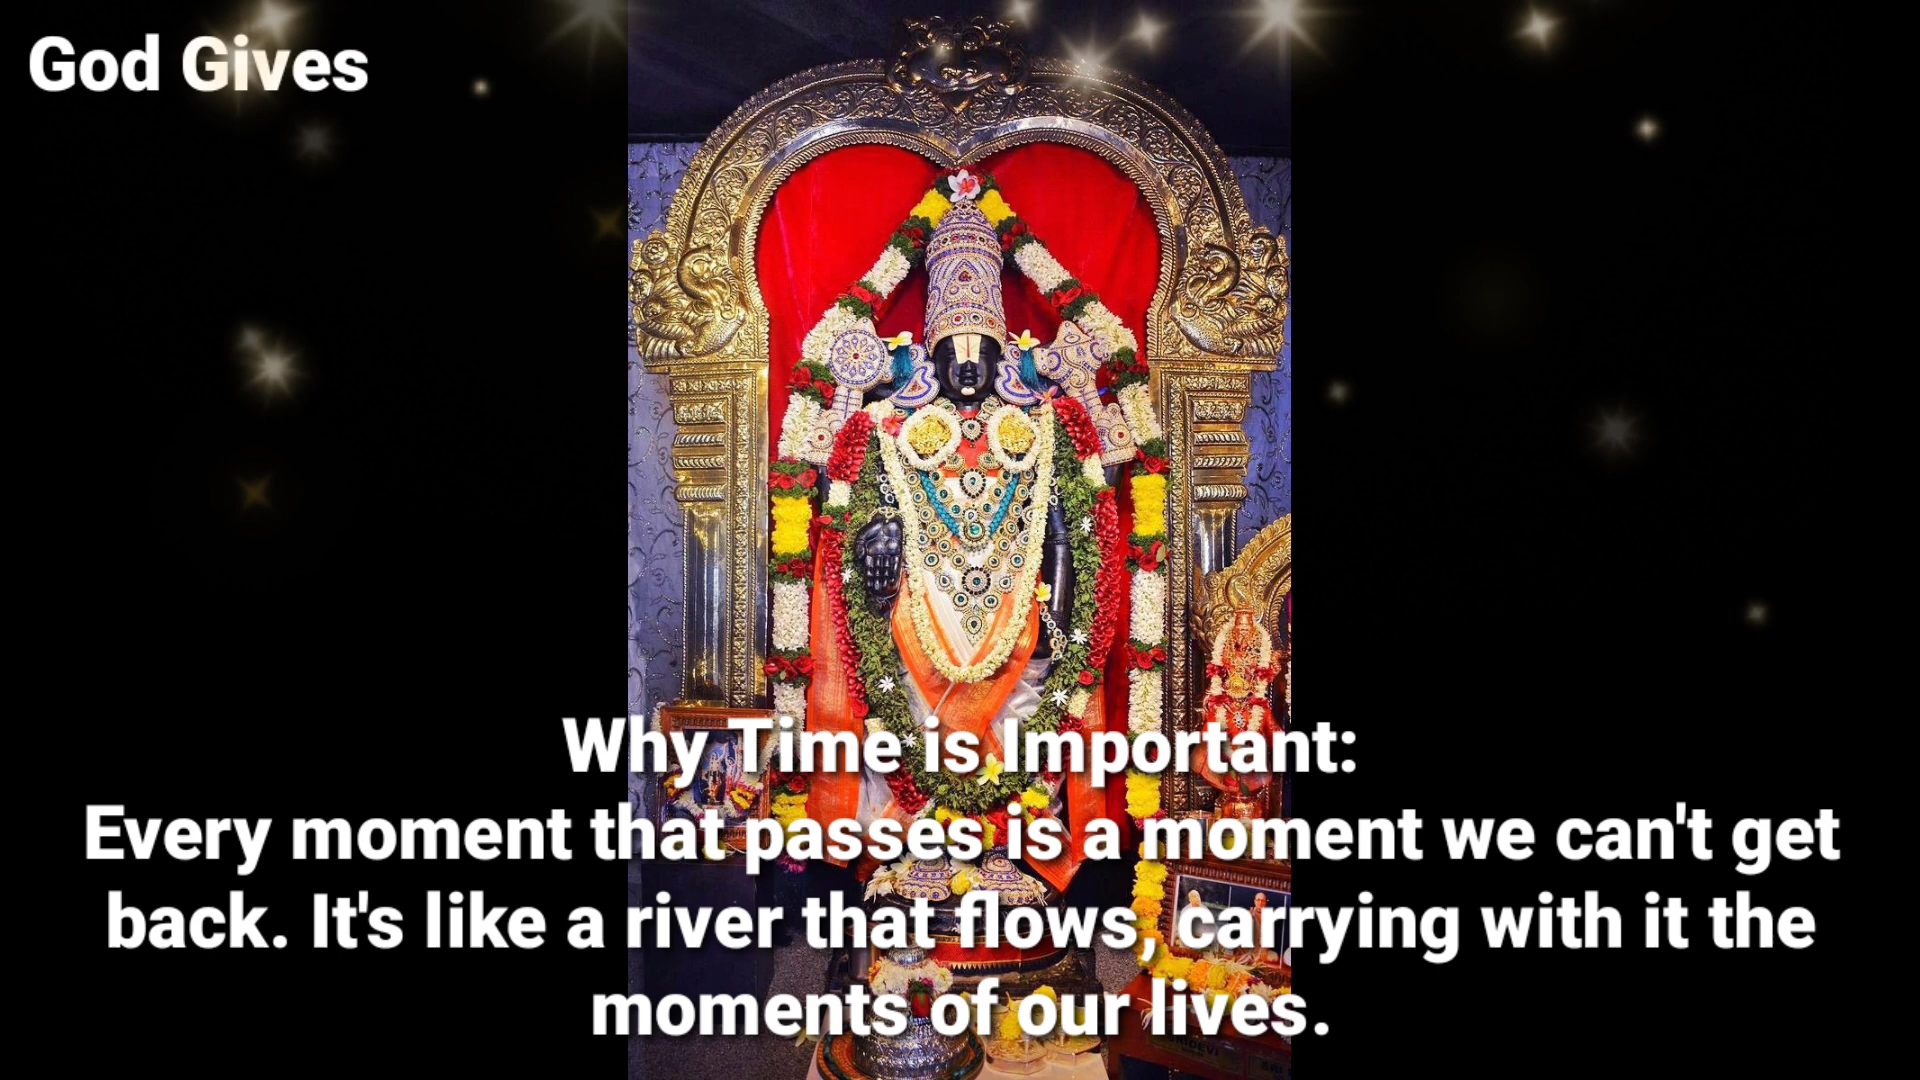 God Gives
Why Time is Important:
Every moment that passes is a moment we can't get
back. It's like a river that flows, carrying with it the
moments of our lives.